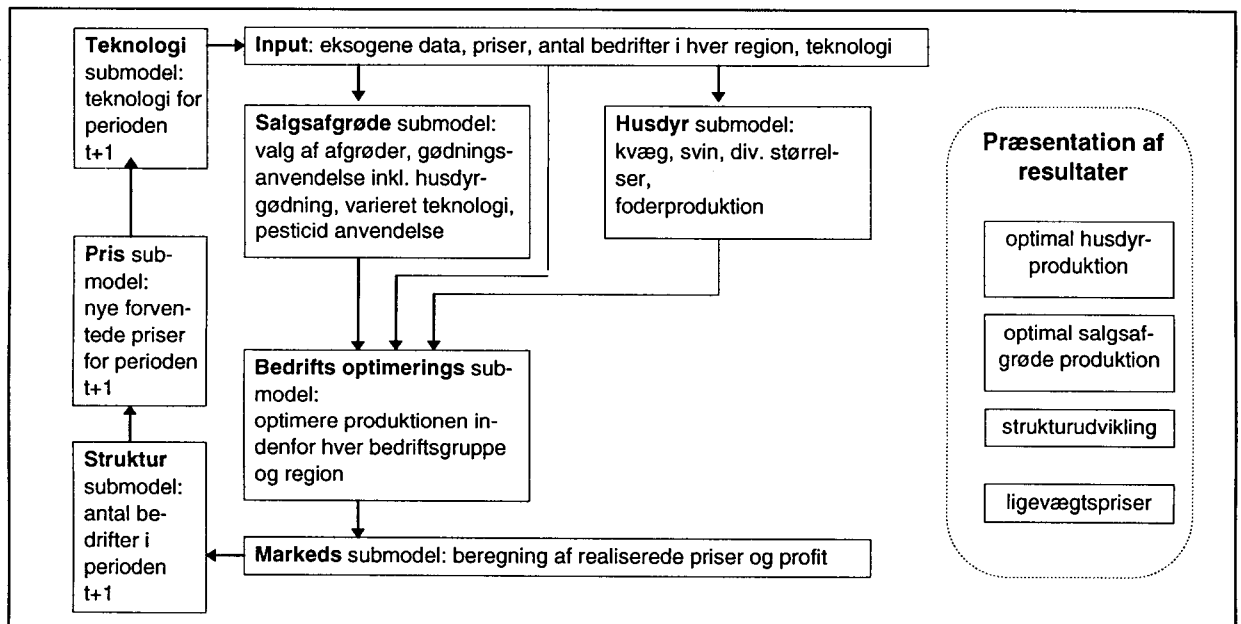 Teknologi
submodel:
teknologi for
perioden
t+1
Input: eksogene data, priser, antal bedrifter i hver region, teknologi
Salgsafgrøde submodel:
valg af afgrøder, gødnings-
anvendelse inkl. husdyr-
gødning, varieret teknologi,
pesticid anvendelse
Husdyr submodel:
kvæg, svin, div. størrel-
ser,
foderproduktion
Pris sub-
model:
nye forven-
tede priser
for perioden
t+1
Bedrifts optimerings sub-
model:
optimere produktionen in-
denfor hver bedriftsgruppe
og region
Struktur
submodel:
antal be-
drifter i
perioden
t+1
Markeds submodel: beregning af realiserede priser og profit
Præsentation af
resultater
optimal husdyr-
produktion
optimal salgsaf-
grøde produktion
strukturudvikling
ligevægtspriser